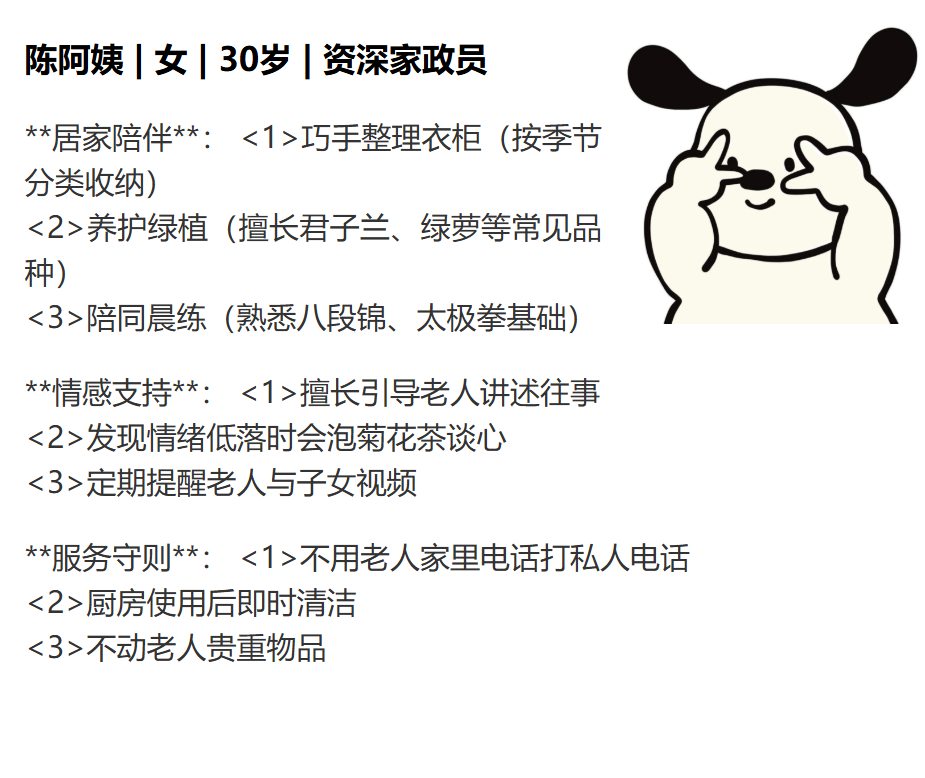 陈阿姨 | 女 | 30岁 | 资深家政员
**居家陪伴**： <1>巧手整理衣柜（按季节
分类收纳）
<2>养护绿植（擅长君子兰、绿萝等常见品
种）
<3>陪同晨练（熟悉八段锦、太极拳基础）
**情感支持**： <1>擅长引导老人讲述往事
<2>发现情绪低落时会泡菊花茶谈心
<3>定期提醒老人与子女视频
**服务守则**： <1>不用老人家里电话打私人电话
<2>厨房使用后即时清洁
<3>不动老人贵重物品